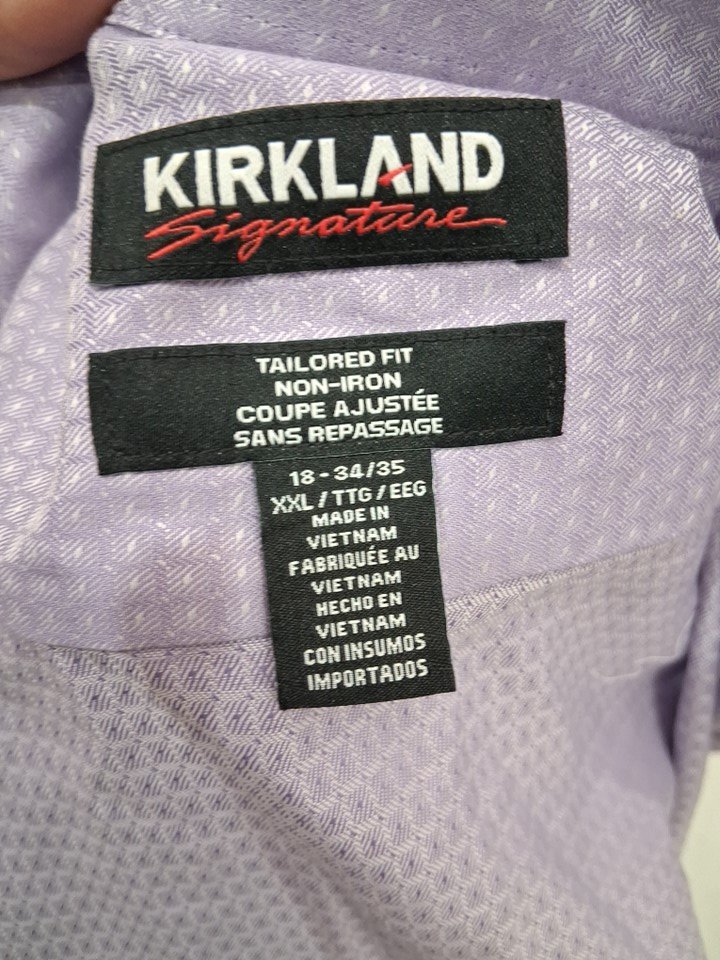 KIRKLAND
Signature
TAILORED FIT
NON-IRON
COUPE AJUSTÉE
SANS REPASSAGE
18 - 34/35
XXL / TTG / EEG
MADE IN
VIETNAM
FABRIQUÉE AU
VIETNAM
HECHO EN
VIETNAM
CON INSUMOS
IMPORTADOS